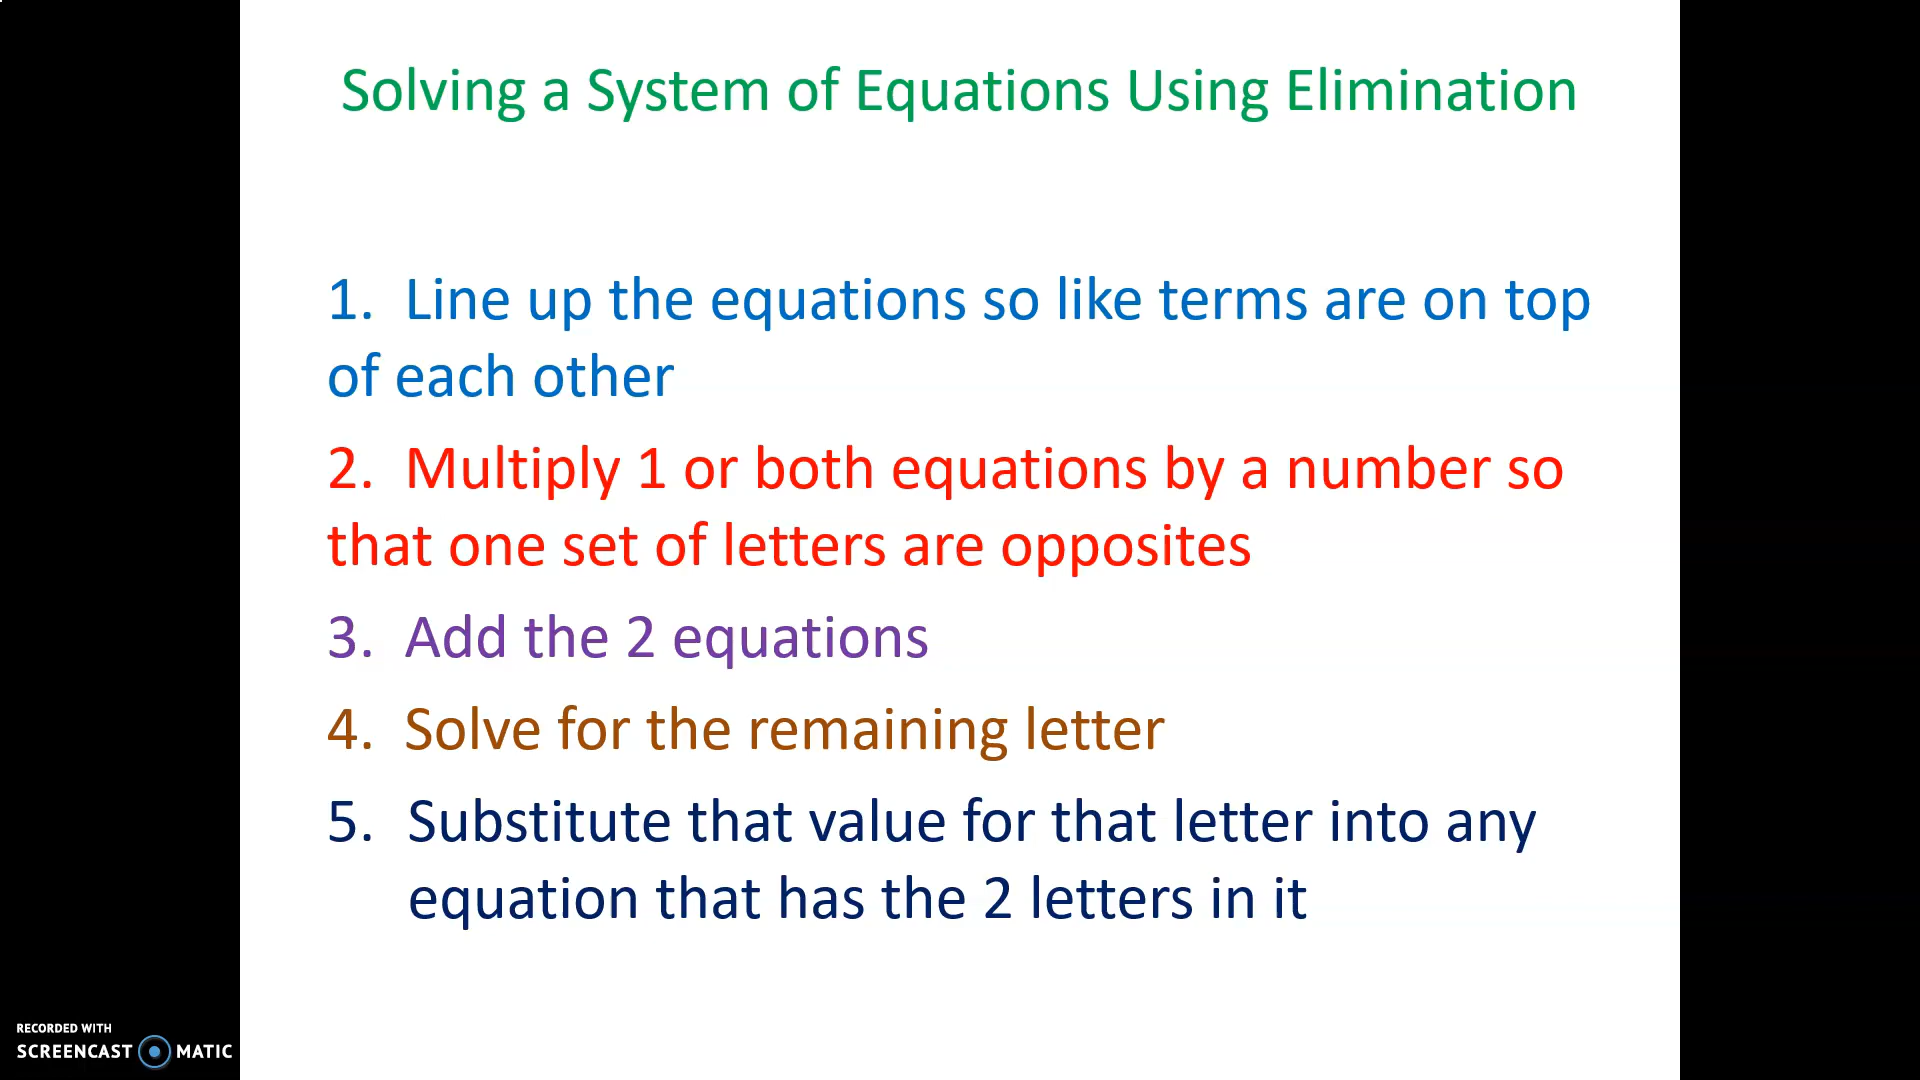 Solving a System of Equations Using Elimination
1. Line up the equations so like terms are on top
of each other
2. Multiply 1 or both equations by a number so
that one set of letters are opposites
3. Add the 2 equations
4. Solve for the remaining letter
5. Substitute that value for that letter into any
equation that has the 2 letters in it
RECORDED WITH
SCREENCAST MATIC